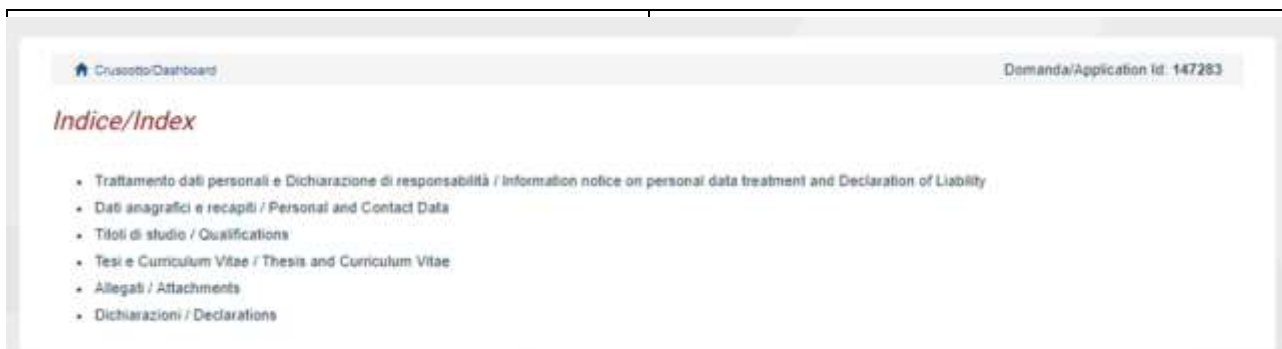 Cruscotto/Dashboard
Domanda/Application Id: 147283
Indice/Index
Trattamento dati personali e Dichiarazione di responsabilità / Information notice on personal data treatment and Declaration of Liability
Dati anagrafici e recapiti / Personal and Contact Data
Titoli di studio / Qualifications
Tesi e Curriculum Vitae / Thesis and Curriculum Vitae
Allegati / Attachments
Dichiarazioni / Declarations